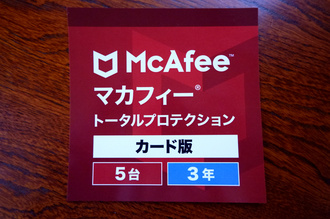 McAfee™
マカフィー®
トータルプロテクション
カード版
5台 3年